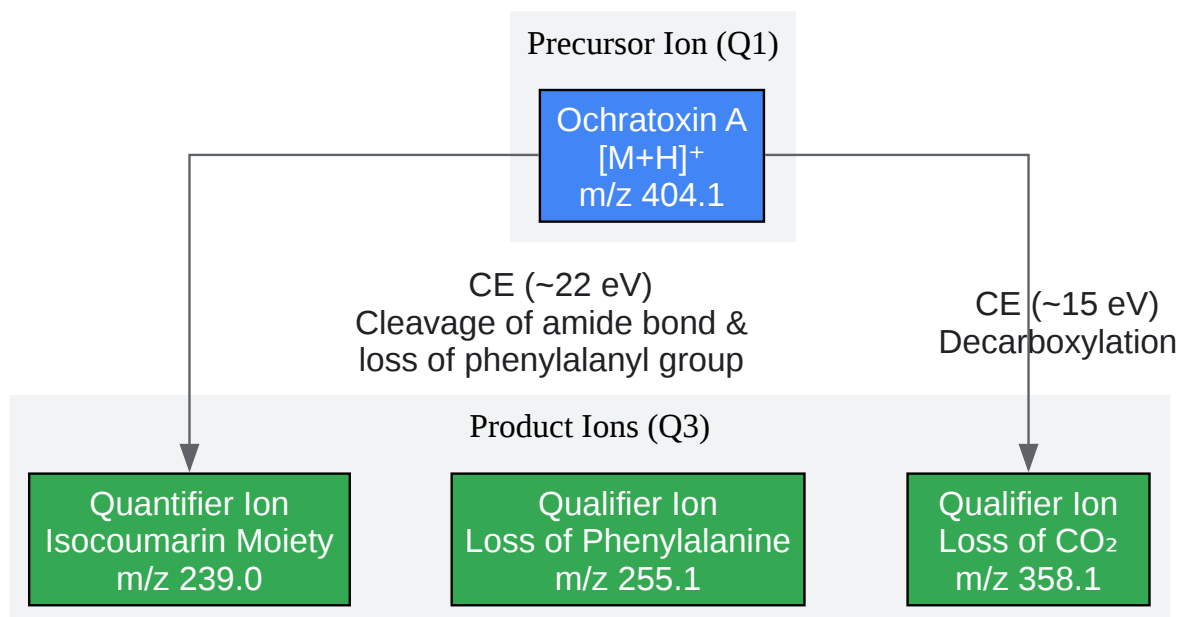 Precursor Ion (Q1)
Ochratoxin A
[M+H]⁺
m/z 404.1
CE (~22 eV)
Cleavage of amide bond &
loss of phenylalanyl group
CE (~15 eV)
Decarboxylation
Product Ions (Q3)
Quantifier Ion
Isocoumarin Moiety
m/z 239.0
Qualifier Ion
Loss of Phenylalanine
m/z 255.1
Qualifier Ion
Loss of CO₂
m/z 358.1